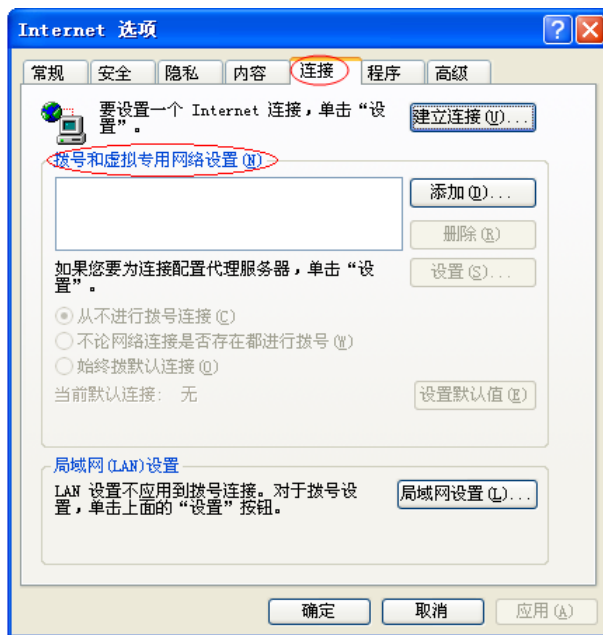 Internet 选项
常规 安全 隐私 内容 连接 程序 高级
要设置一个 Internet 连接，单击“设
置”。
建立连接(U)...
拨号和虚拟专用网络设置(N)
添加(D)...
删除(R)
如果您要为连接配置代理服务器，单击“设
置”。
设置(S)...
从不进行拨号连接(C)
不论网络连接是否存在都进行拨号(W)
始终拨默认连接(O)
当前默认连接： 无
设置默认值(E)
局域网(LAN)设置
LAN 设置不应用到拨号连接。对于拨号设
置，单击上面的“设置”按钮。
局域网设置(L)...
确定 取消 应用(A)